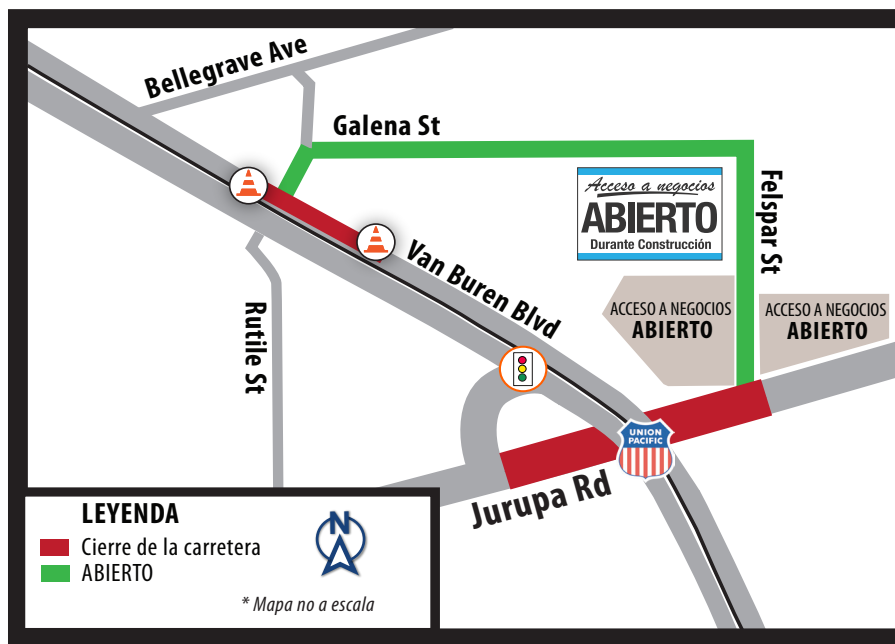 Bellegrave Ave
Galena St
Acceso a negocios
ABIERTO
Durante Construcción
Felspar St
Van Buren Blvd
Rutile St
ACCESO A NEGOCIOS
ABIERTO
ACCESO A NEGOCIOS
ABIERTO
UNION
PACIFIC
Jurupa Rd
LEYENDA
Cierre de la carretera
ABIERTO
N
* Mapa no a escala